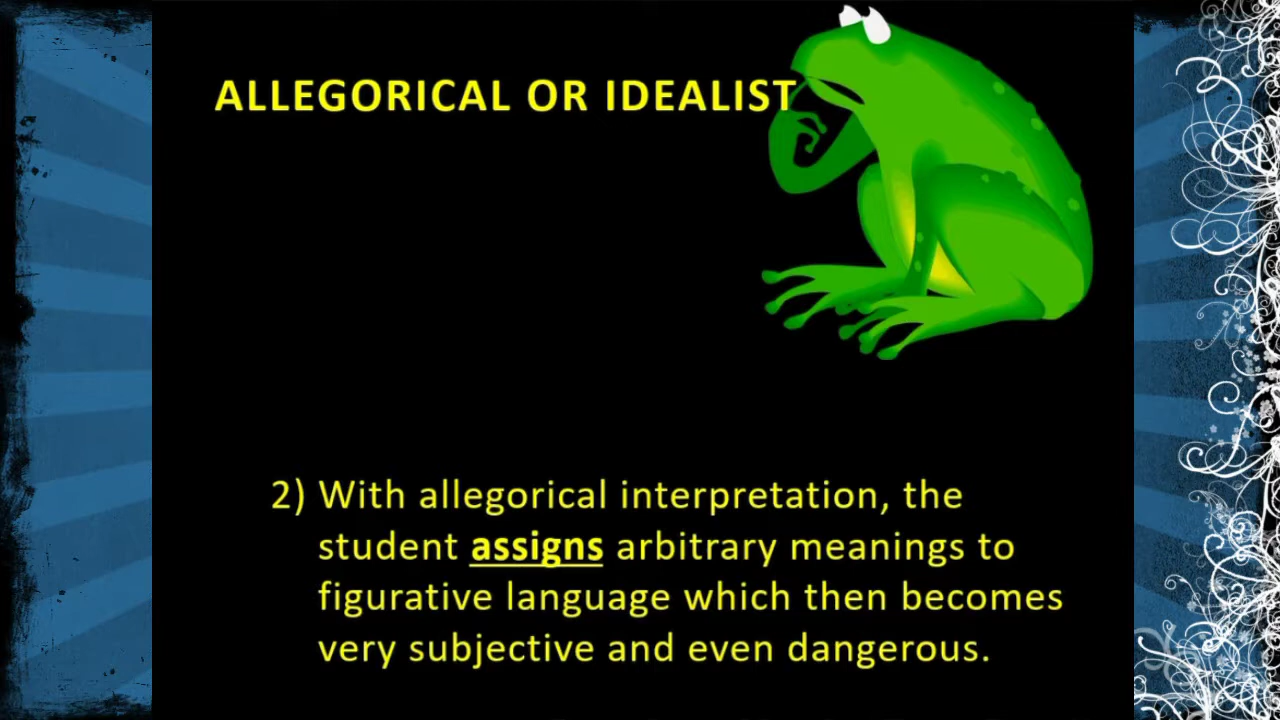 ALLEGORICAL OR IDEALIST
2) With allegorical interpretation, the
student assigns arbitrary meanings to
figurative language which then becomes
very subjective and even dangerous.